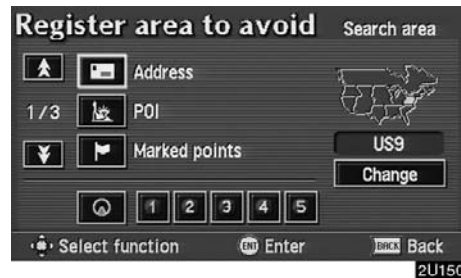 Register area to avoid
Search area
Address
1/3
POI
Marked points
US9
Change
1 2 3 4 5
Select function
ENT Enter
BACK Back
2U150